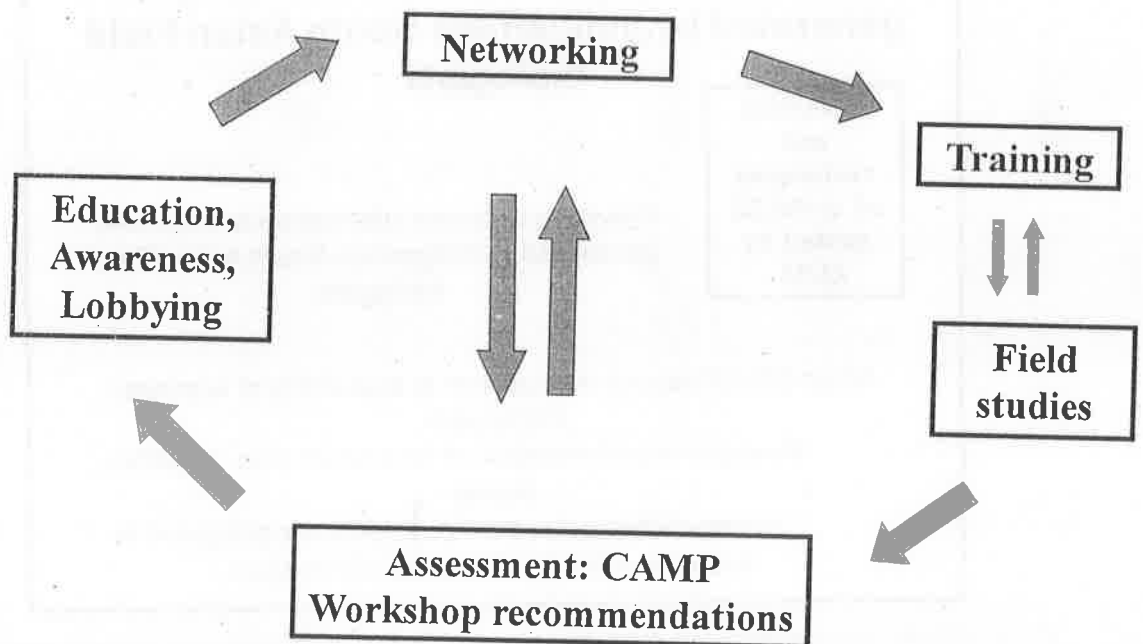 Networking
Training
Education,
Awareness,
Lobbying
Field
studies
Assessment: CAMP
Workshop recommendations